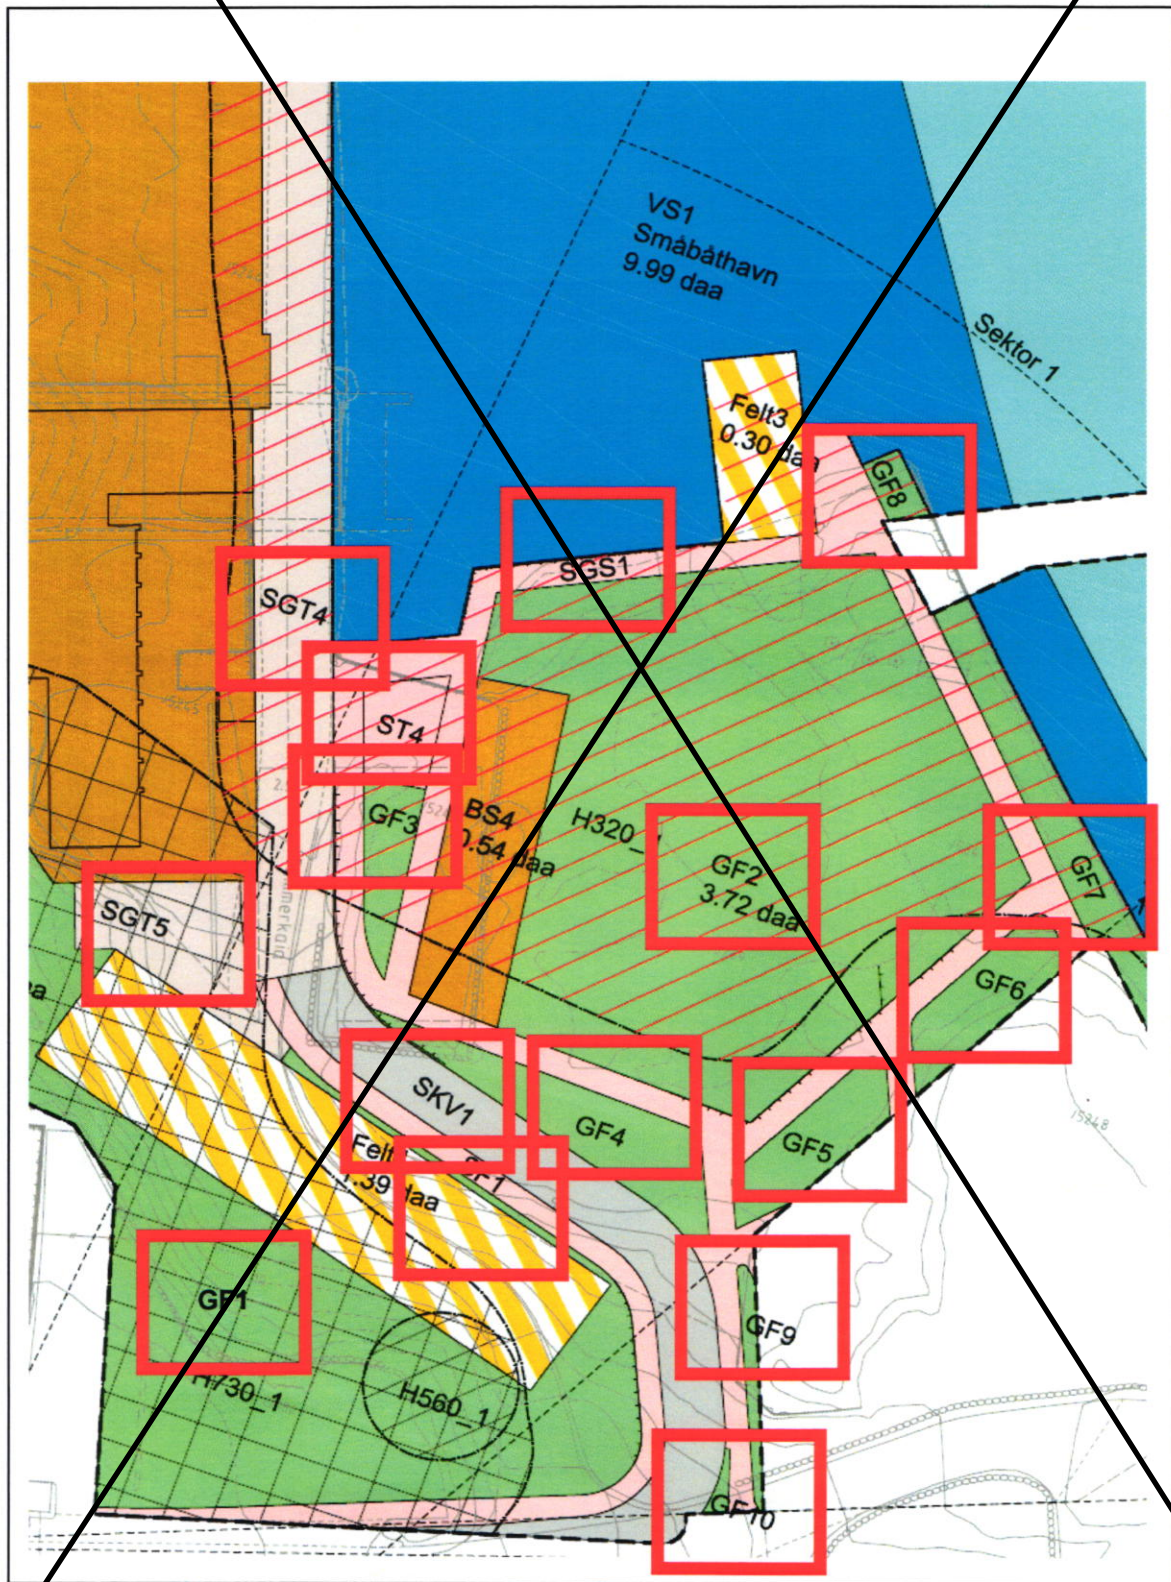 VS1
Småbåthavn
9.99 daa
Sektor 1
Felt3
0.30 daa
GF8
SGS1
SGT4
ST4
GF3
BS4
0.54 daa
H320_1
GF2
3.72 daa
GF7
SGT5
GF6
SKV1
GF4
GF5
1.39 daa
GF1
GF9
H730_1
H560_1
GF10
15248